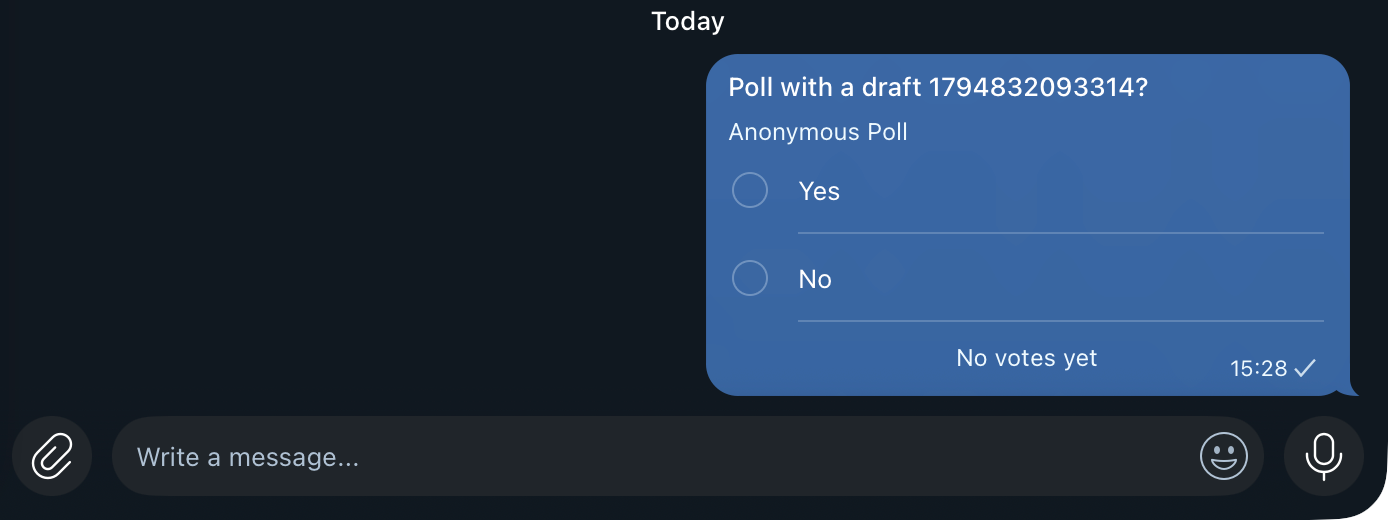 Today
Poll with a draft 1794832093314?
Anonymous Poll
Yes
No
No votes yet
15:28
Write a message...